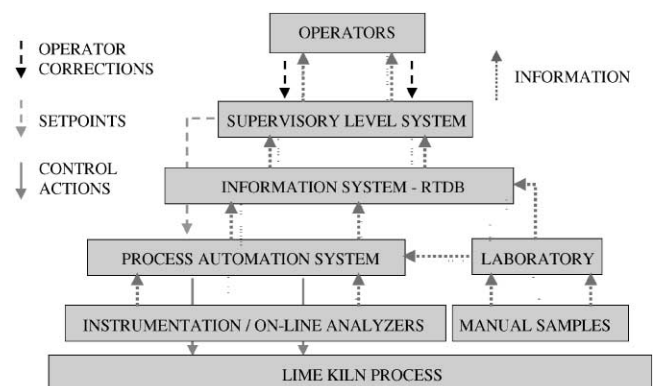 OPERATORS
OPERATOR
CORRECTIONS
INFORMATION
SETPOINTS
SUPERVISORY LEVEL SYSTEM
CONTROL
ACTIONS
INFORMATION SYSTEM - RTDB
PROCESS AUTOMATION SYSTEM
LABORATORY
INSTRUMENTATION / ON-LINE ANALYZERS
MANUAL SAMPLES
LIME KILN PROCESS